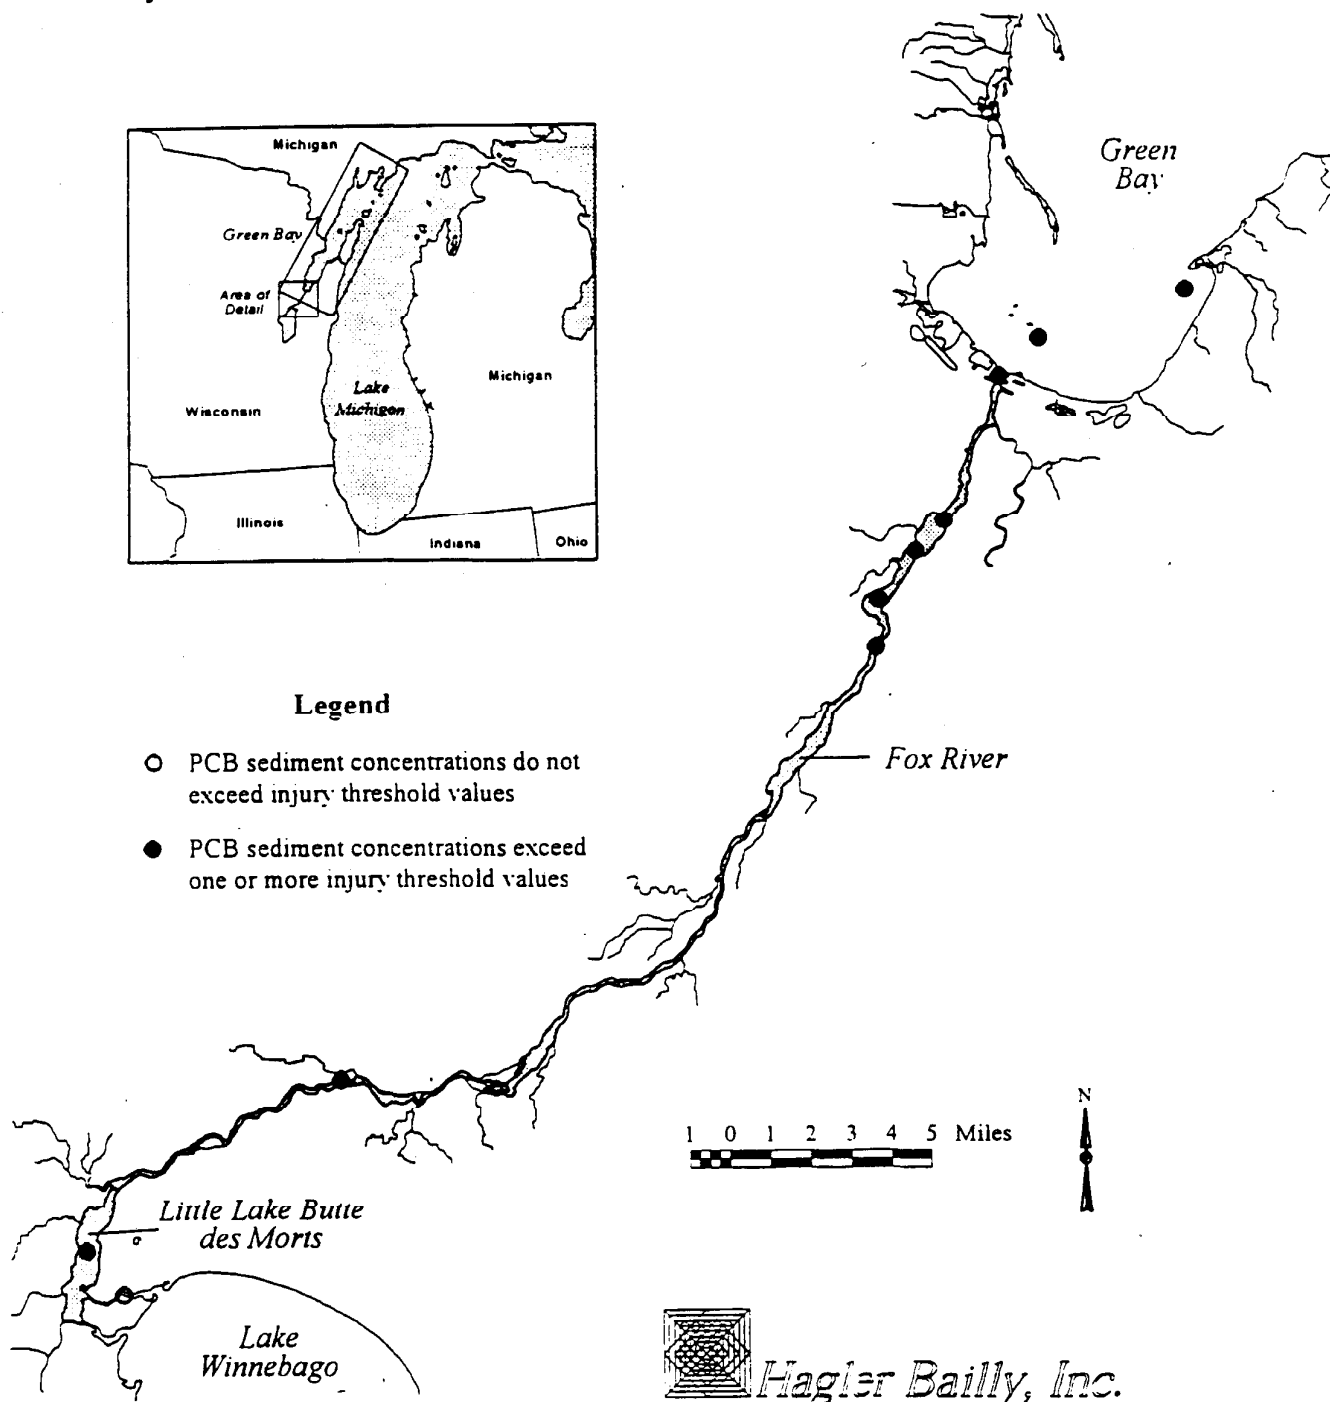 Michigan
Green Bay
Area of
Detail
Lake
Michigan
Michigan
Wisconsin
Illinois
Indiana
Ohio
Green
Bay
Legend
PCB sediment concentrations do not
exceed injury threshold values
PCB sediment concentrations exceed
one or more injury threshold values
Fox River
N
1 0 1 2 3 4 5 Miles
Little Lake Butte
des Morts
Lake
Winnebago
Hagler Bailly, Inc.